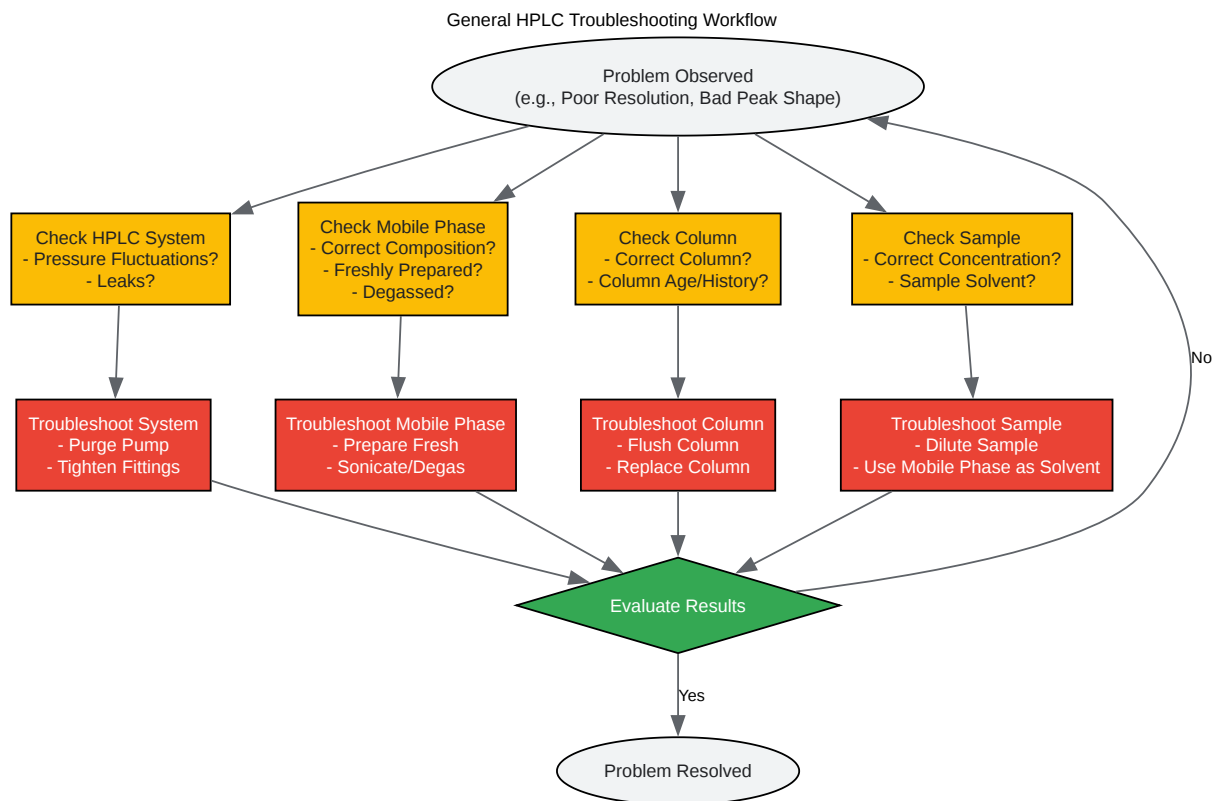 General HPLC Troubleshooting Workflow
Problem Observed
(e.g., Poor Resolution, Bad Peak Shape)
Check HPLC System
- Pressure Fluctuations?
- Leaks?
Check Mobile Phase
- Correct Composition?
- Freshly Prepared?
- Degassed?
Check Column
- Correct Column?
- Column Age/History?
Check Sample
- Correct Concentration?
- Sample Solvent?
No
Troubleshoot System
- Purge Pump
- Tighten Fittings
Troubleshoot Mobile Phase
- Prepare Fresh
- Sonicate/Degas
Troubleshoot Column
- Flush Column
- Replace Column
Troubleshoot Sample
- Dilute Sample
- Use Mobile Phase as Solvent
Evaluate Results
Yes
Problem Resolved